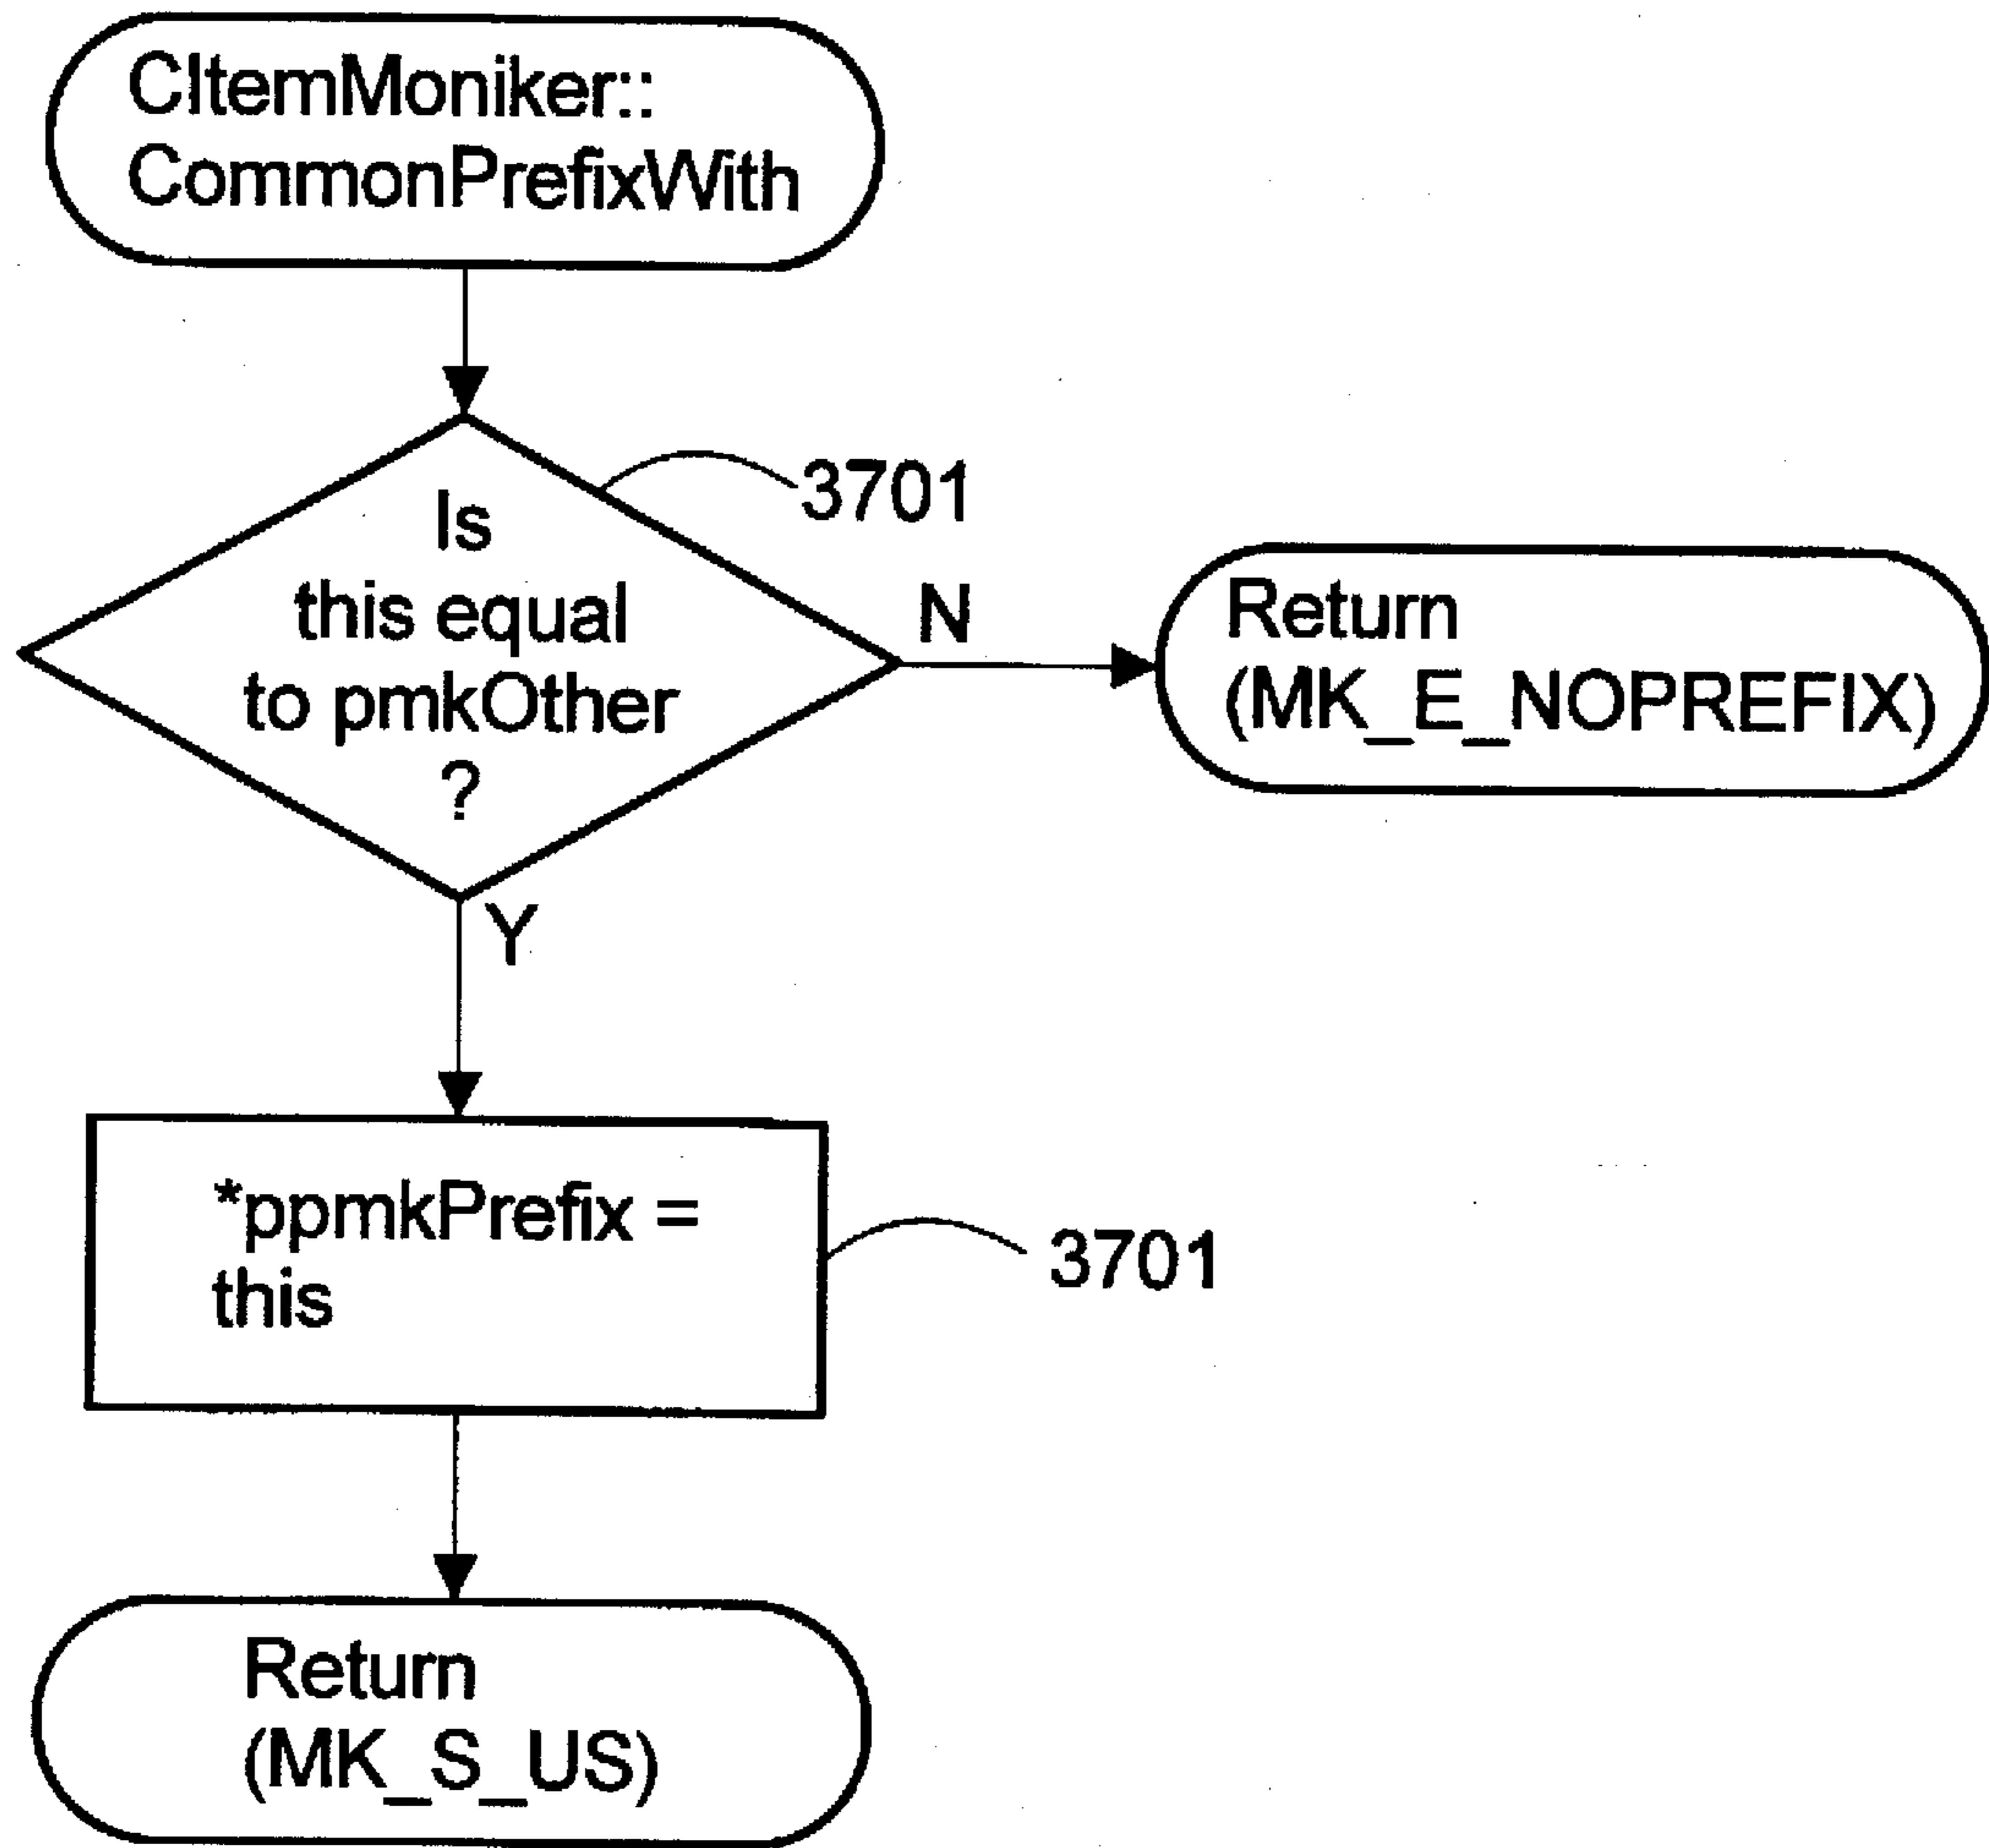 CItemMoniker::
CommonPrefixWith
3701
Is
this equal
to pmkOther
?
N
Return
(MK_E_NOPREFIX)
Y
*ppmkPrefix =
this
3701
Return
(MK_S_US)